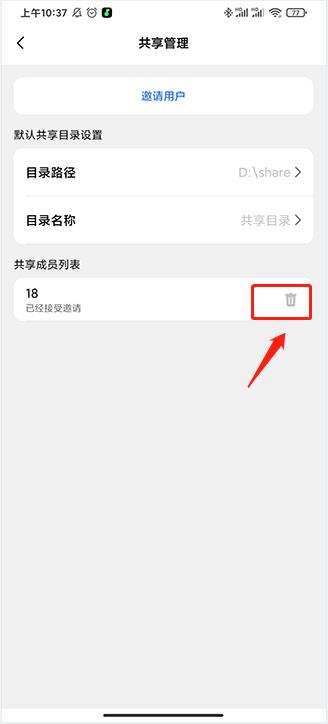 上午10:37
HD
HD
77
共享管理
邀请用户
默认共享目录设置
目录路径
D:\share
目录名称
共享目录
共享成员列表
18
已经接受邀请